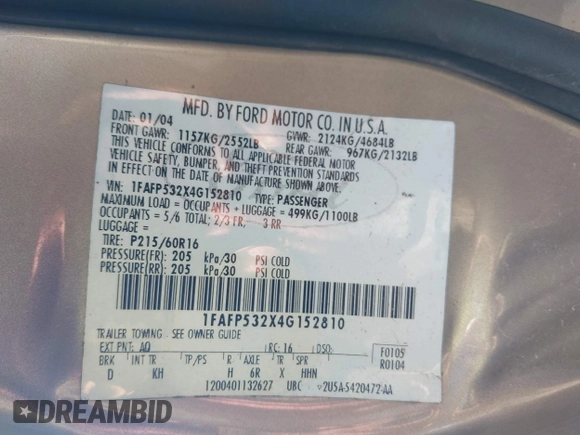 MFD. BY FORD MOTOR CO. IN U.S.A.
DATE: 01/04 GVWR: 2124KG/4684LB
FRONT GAWR: 1157KG/2552LB REAR GAWR: 967KG/2132LB
THIS VEHICLE CONFORMS TO ALL APPLICABLE FEDERAL MOTOR
VEHICLE SAFETY, BUMPER, AND THEFT PREVENTION STANDARDS
IN EFFECT ON THE DATE OF MANUFACTURE SHOWN ABOVE.
VIN: 1FAFP532X4G152810 TYPE: PASSENGER
MAXIMUM LOAD = OCCUPANTS + LUGGAGE = 499KG/1100LB
OCCUPANTS = 5/6 TOTAL; 2/3 FR, 3 RR
LUGGAGE =
TIRE: P215/60R16
PRESSURE(FR): 205 kPa/30 PSI COLD
PRESSURE(RR): 205 kPa/30 PSI COLD
1FAFP532X4G152810
TRAILER TOWING - SEE OWNER GUIDE
EXT PNT: AQ RC: 16 DSO: F0105
BRK INT TR TP/PS R AXLE TR SPR R0104
D KH H 6R X HHN
1200401132627 UBC 2U5A-5420472-AA
DREAMBID